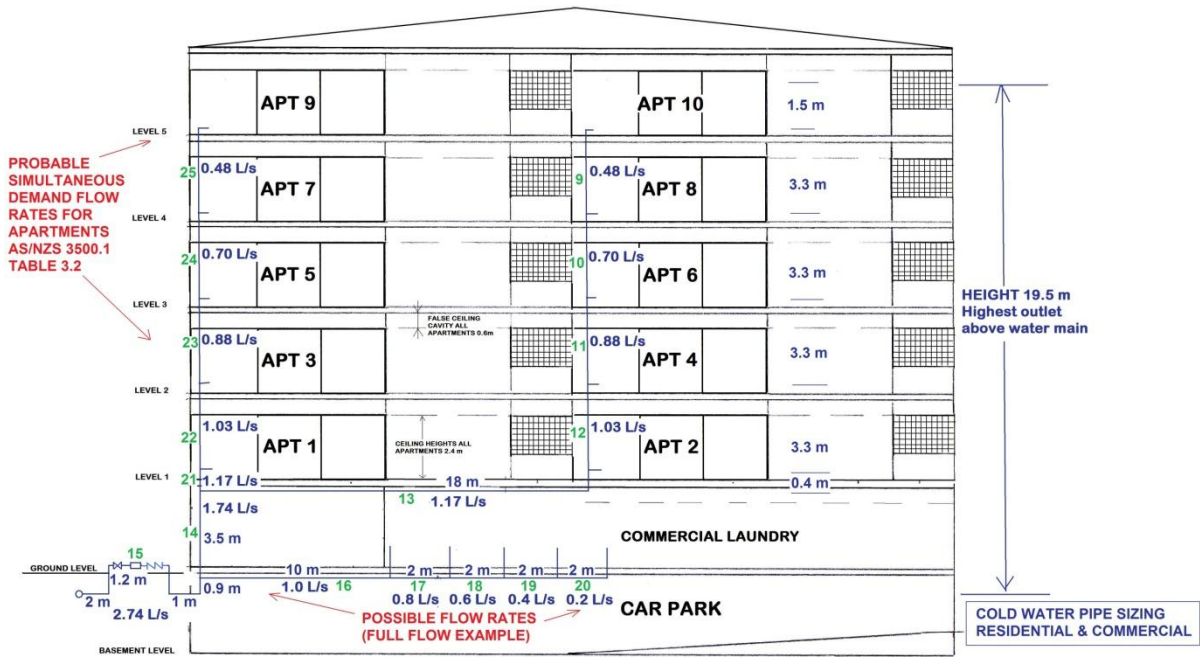 APT 9
APT 10
1.5 m
LEVEL 5
PROBABLE
SIMULTANEOUS
DEMAND FLOW
RATES FOR
APARTMENTS
AS/NZS 3500.1
TABLE 3.2
25 0.48 L/s
APT 7
9 0.48 L/s
APT 8
3.3 m
LEVEL 4
24 0.70 L/s
APT 5
10 0.70 L/s
APT 6
3.3 m
LEVEL 3
HEIGHT 19.5 m
Highest outlet
above water main
FALSE CEILING
CAVITY ALL
APARTMENTS 0.6m
23 0.88 L/s
APT 3
11 0.88 L/s
APT 4
3.3 m
LEVEL 2
22 1.03 L/s
APT 1
CEILING HEIGHTS ALL
APARTMENTS 2.4 m
12 1.03 L/s
APT 2
3.3 m
LEVEL 1
21 1.17 L/s
18 m
0.4 m
13 1.17 L/s
1.74 L/s
14 3.5 m
COMMERCIAL LAUNDRY
15
GROUND LEVEL
1.2 m
10 m
2 m
2 m
2 m
2 m
2 m
1 m
0.9 m
1.0 L/s 16
17
18
19
20
0.8 L/s
0.6 L/s
0.4 L/s
0.2 L/s
2.74 L/s
POSSIBLE FLOW RATES
(FULL FLOW EXAMPLE)
CAR PARK
COLD WATER PIPE SIZING
RESIDENTIAL & COMMERCIAL
BASEMENT LEVEL